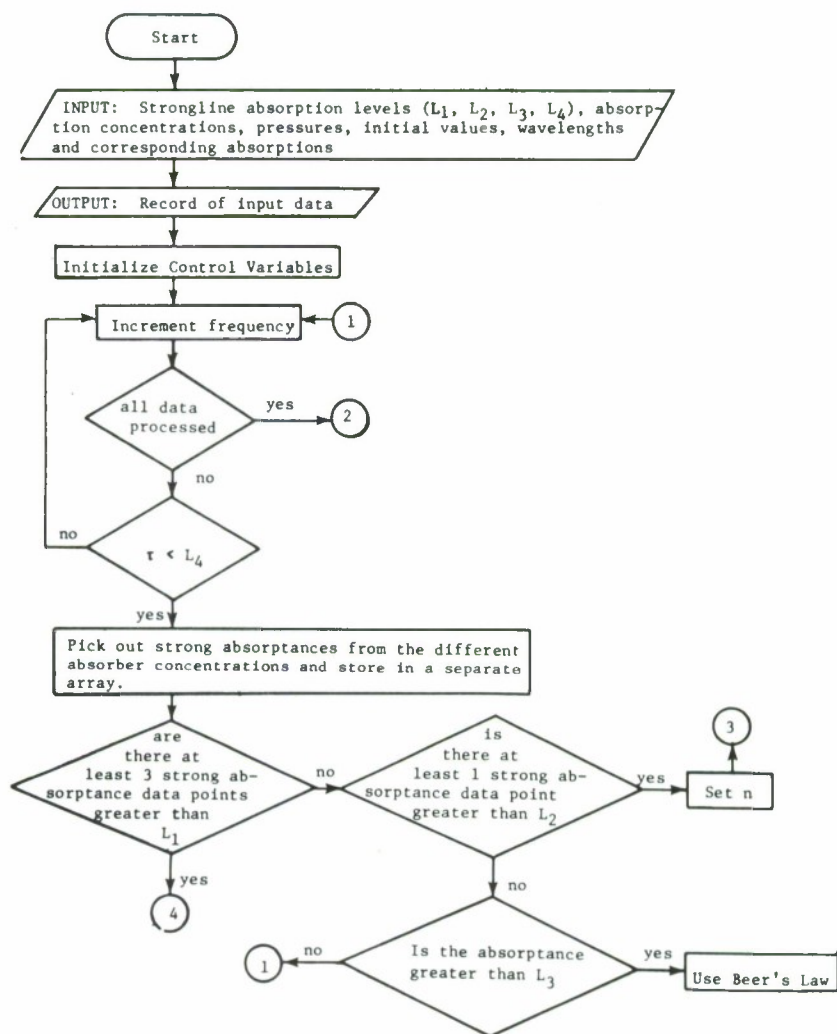 Start
INPUT: Strongline absorption levels (L1, L2, L3, L4), absorp-
tion concentrations, pressures, initial values, wavelengths
and corresponding absorptions
OUTPUT: Record of input data
Initialize Control Variables
Increment frequency
1
all data
processed
yes
2
no
no
τ < L4
yes
Pick out strong absorptances from the different
absorber concentrations and store in a separate
array.
are
there at
least 3 strong ab-
sorptance data points
greater than
L1
no
yes
4
is
there at
least 1 strong ab-
sorptance data point
greater than L2
yes
Set n
3
no
Is the absorptance
greater than L3
no
1
yes
Use Beer's Law